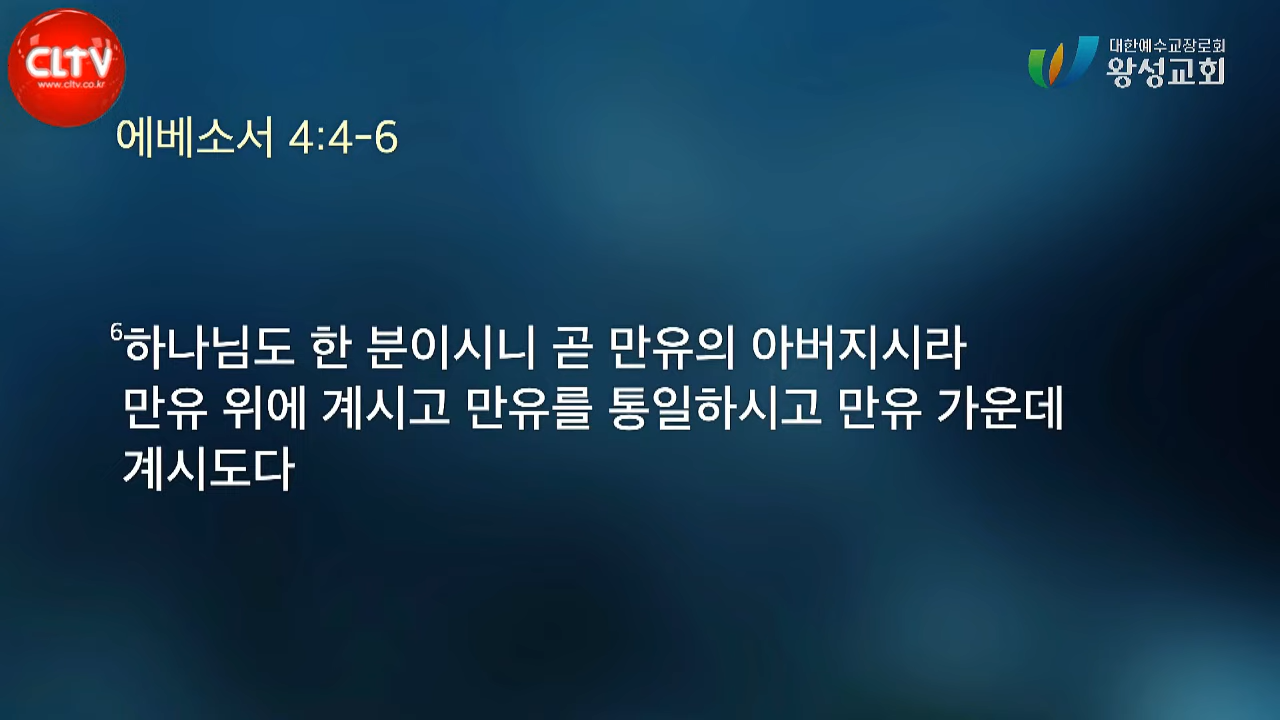 CLTV
www.cltv.co.kr
대한예수교장로회
왕성교회
에베소서 4:4-6
6하나님도 한 분이시니 곧 만유의 아버지시라
만유 위에 계시고 만유를 통일하시고 만유 가운데
계시도다